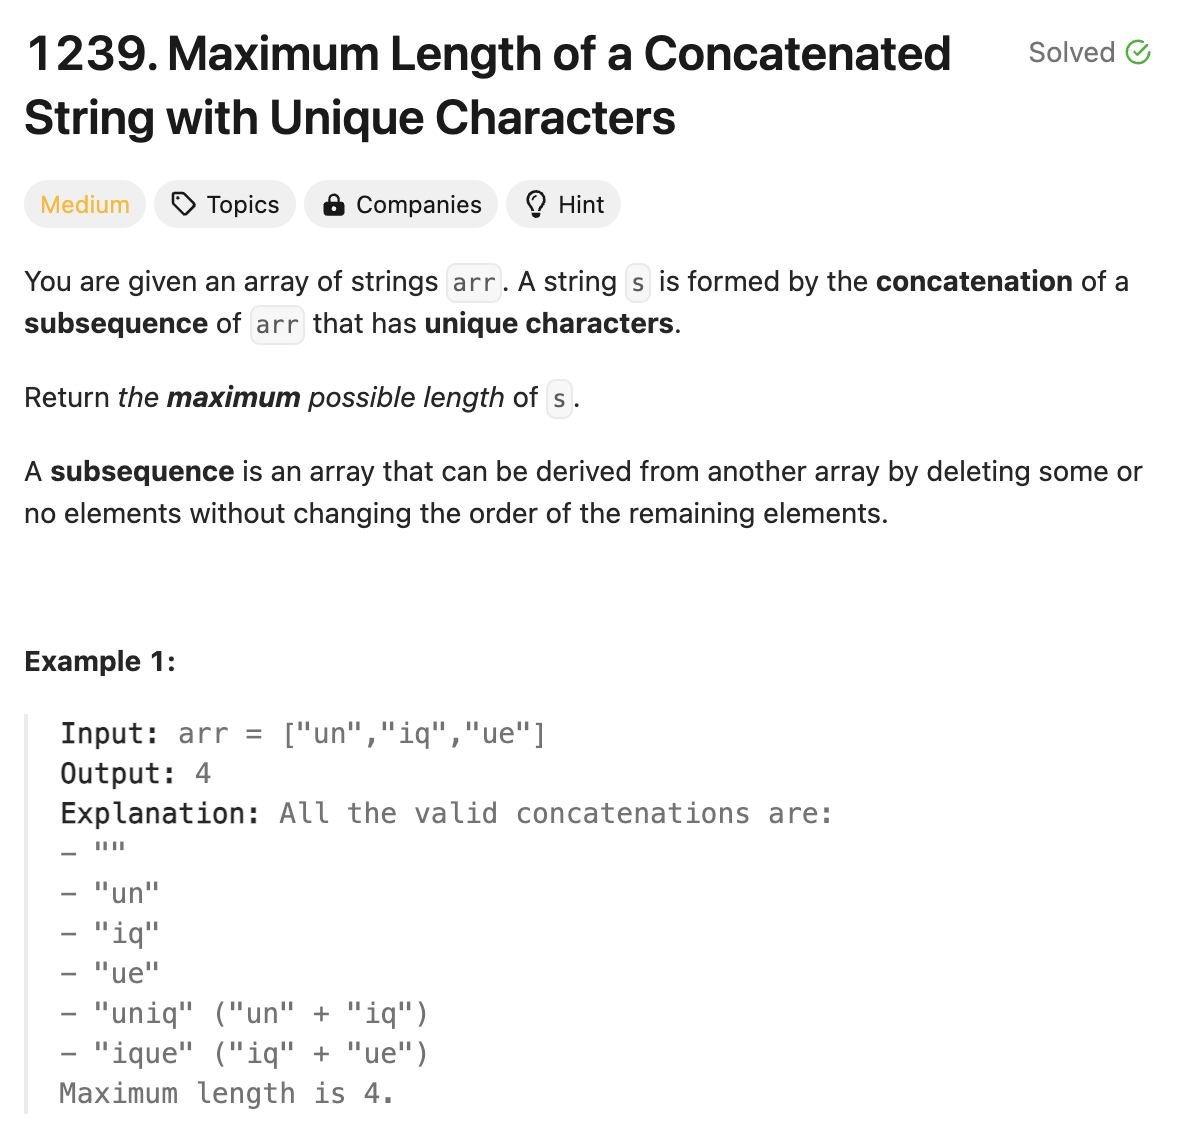 1239. Maximum Length of a Concatenated
String with Unique Characters
Solved
Medium Topics Companies Hint
You are given an array of strings arr. A string s is formed by the concatenation of a
subsequence of arr that has unique characters.
Return the maximum possible length of s.
A subsequence is an array that can be derived from another array by deleting some or
no elements without changing the order of the remaining elements.
Example 1:
Input: arr = ["un","iq","ue"]
Output: 4
Explanation: All the valid concatenations are:
- ""
- "un"
- "iq"
- "ue"
- "uniq" ("un" + "iq")
- "ique" ("iq" + "ue")
Maximum length is 4.